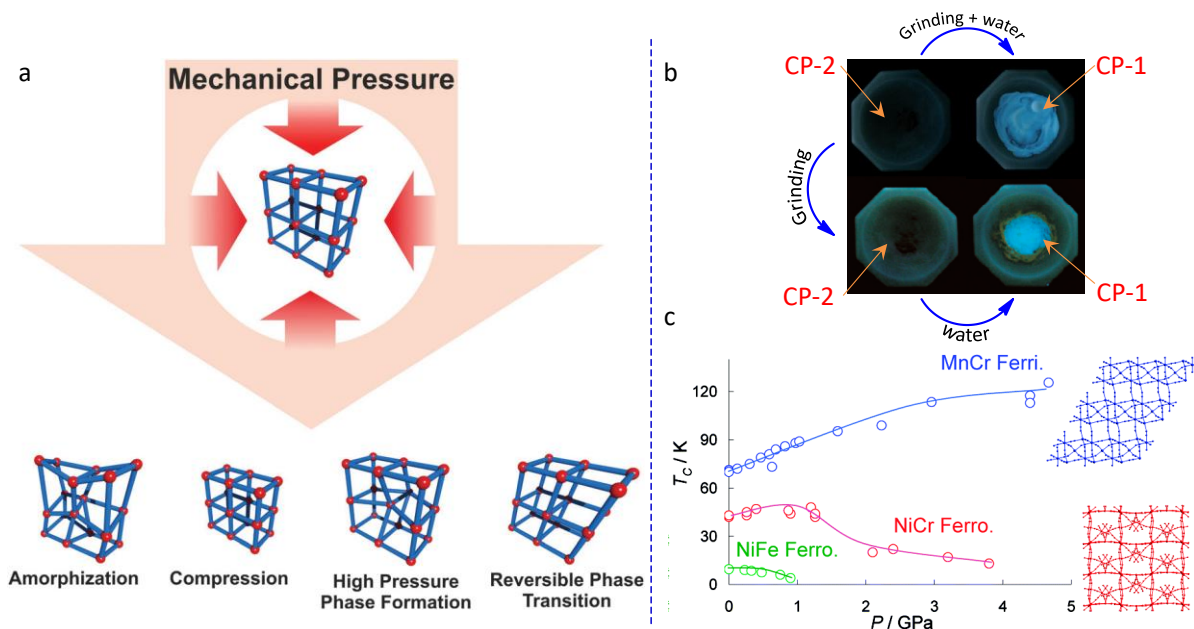 a
Mechanical Pressure
Amorphization
Compression
High Pressure
Phase Formation
Reversible Phase
Transition
b
Grinding + water
CP-2
CP-1
Grinding
CP-2
CP-1
water
c
MnCr Ferri.
NiCr Ferro.
NiFe Ferro.
T_C / K
120
90
60
30
0
0
1
2
3
4
5
P / GPa